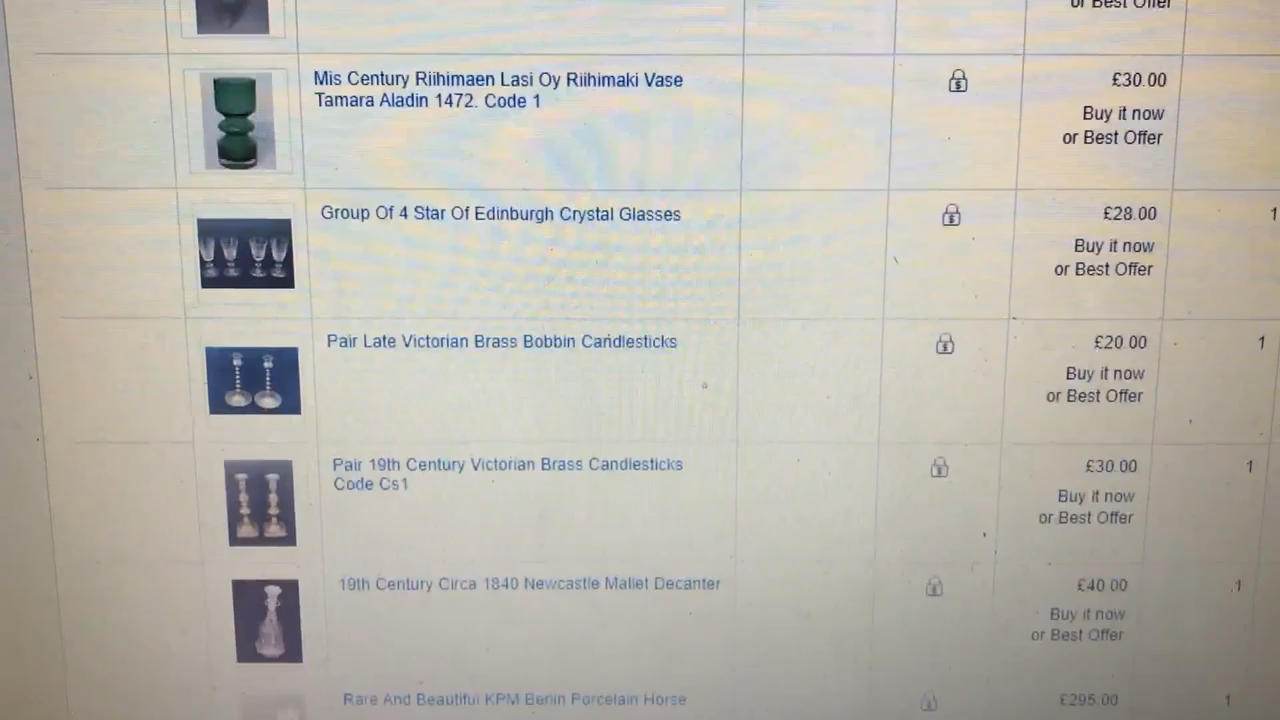 or Best Offer
Mis Century Riihimaen Lasi Oy Riihimaki Vase
Tamara Aladin 1472. Code 1
£30.00
Buy it now
or Best Offer
Group Of 4 Star Of Edinburgh Crystal Glasses
£28.00
1
Buy it now
or Best Offer
Pair Late Victorian Brass Bobbin Candlesticks
£20.00
1
Buy it now
or Best Offer
Pair 19th Century Victorian Brass Candlesticks
Code Cs1
£30.00
1
Buy it now
or Best Offer
19th Century Circa 1840 Newcastle Mallet Decanter
£40.00
1
Buy it now
or Best Offer
Rare And Beautiful KPM Benin Porcelain Horse
£295.00
1